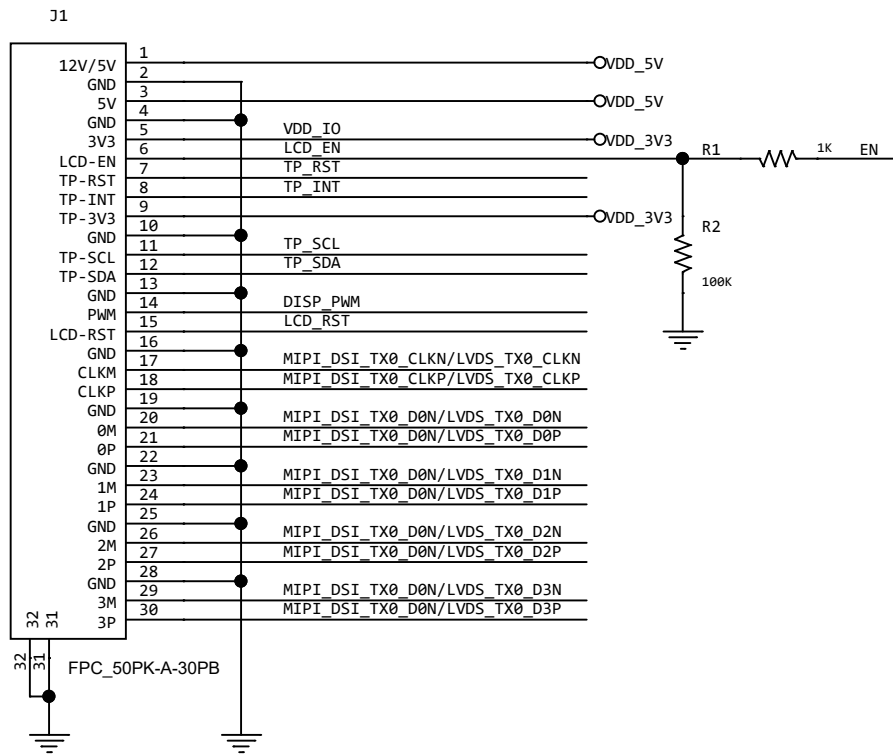 J1
12V/5V 1 VDD_5V
GND 2
5V 3 VDD_5V
GND 4
3V3 5 VDD_IO VDD_3V3
LCD-EN 6 LCD_EN R1 1K EN
TP-RST 7 TP_RST
TP-INT 8 TP_INT
TP-3V3 9 VDD_3V3
R2
GND 10
TP-SCL 11 TP_SCL
TP-SDA 12 TP_SDA
100K
GND 13
PWM 14 DISP_PWM
LCD-RST 15 LCD_RST
GND 16
CLKM 17 MIPI_DSI_TX0_CLKN/LVDS_TX0_CLKN
CLKP 18 MIPI_DSI_TX0_CLKP/LVDS_TX0_CLKP
GND 19
0M 20 MIPI_DSI_TX0_D0N/LVDS_TX0_D0N
0P 21 MIPI_DSI_TX0_D0N/LVDS_TX0_D0P
GND 22
1M 23 MIPI_DSI_TX0_D0N/LVDS_TX0_D1N
1P 24 MIPI_DSI_TX0_D0N/LVDS_TX0_D1P
GND 25
2M 26 MIPI_DSI_TX0_D0N/LVDS_TX0_D2N
2P 27 MIPI_DSI_TX0_D0N/LVDS_TX0_D2P
GND 28
3M 29 MIPI_DSI_TX0_D0N/LVDS_TX0_D3N
3P 30 MIPI_DSI_TX0_D0N/LVDS_TX0_D3P
32 31
32 31
FPC_50PK-A-30PB